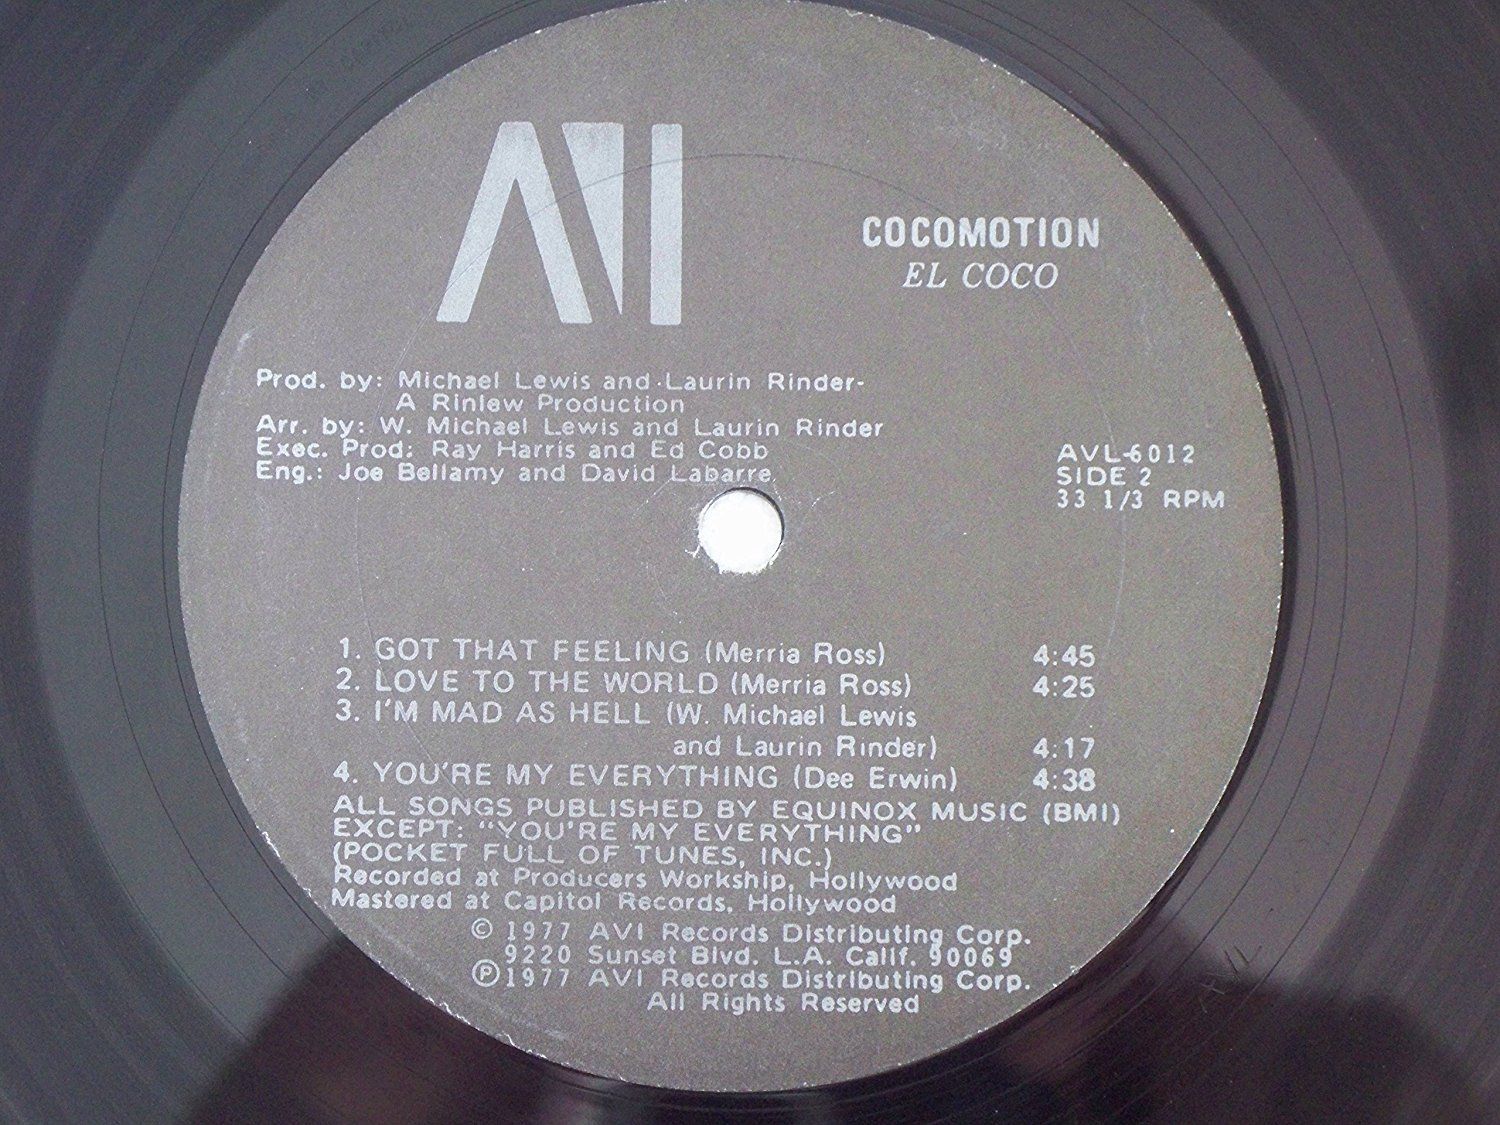 AVI
COCOMOTION
EL COCO
Prod. by: Michael Lewis and Laurin Rinder-
A Rinlew Production
Arr. by: W. Michael Lewis and Laurin Rinder
Exec. Prod: Ray Harris and Ed Cobb
Eng.: Joe Bellamy and David Labarre
AVL-6012
SIDE 2
33 1/3 RPM
1. GOT THAT FEELING (Merria Ross) 4:45
2. LOVE TO THE WORLD (Merria Ross) 4:25
3. I'M MAD AS HELL (W. Michael Lewis
and Laurin Rinder) 4:17
4. YOU'RE MY EVERYTHING (Dee Erwin) 4:38
ALL SONGS PUBLISHED BY EQUINOX MUSIC (BMI)
EXCEPT: "YOU'RE MY EVERYTHING"
(POCKET FULL OF TUNES, INC.)
Recorded at Producers Workship, Hollywood
Mastered at Capitol Records, Hollywood
© 1977 AVI Records Distributing Corp.
9220 Sunset Blvd. L.A. Calif. 90069
℗1977 AVI Records Distributing Corp.
All Rights Reserved